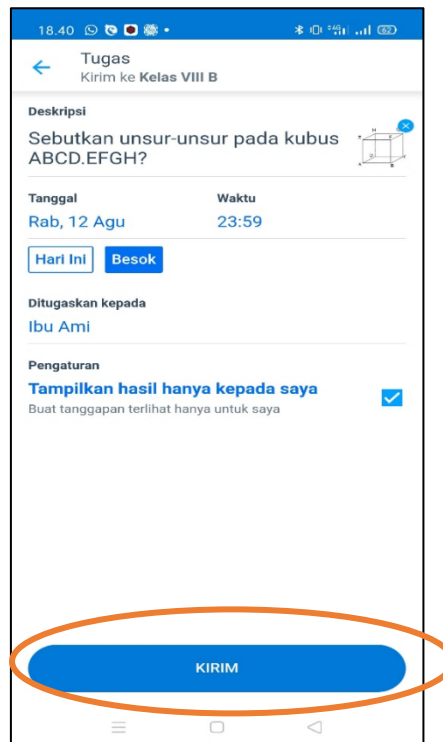 18.40
Tugas
Kirim ke Kelas VIII B
Deskripsi
Sebutkan unsur-unsur pada kubus
ABCD.EFGH?
Tanggal Waktu
Rab, 12 Agu 23:59
Hari Ini Besok
Ditugaskan kepada
Ibu Ami
Pengaturan
Tampilkan hasil hanya kepada saya
Buat tanggapan terlihat hanya untuk saya
KIRIM